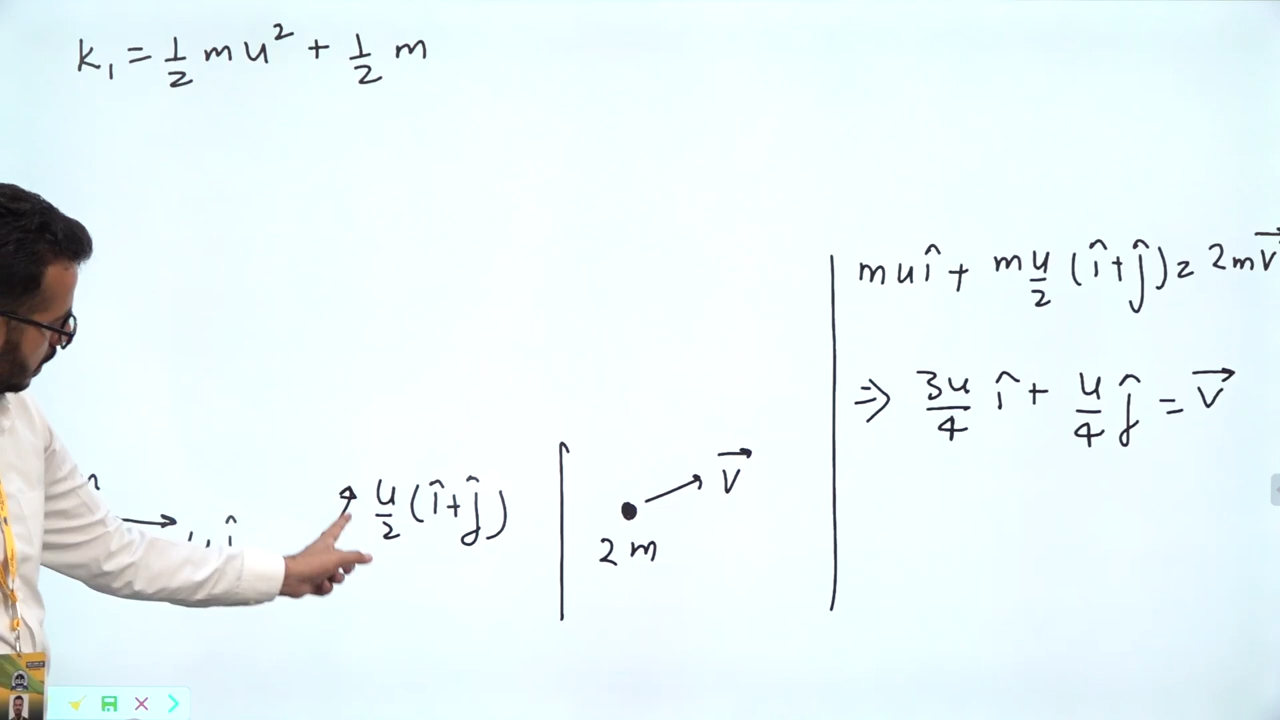 K₁ = 1/2 m u² + 1/2 m
m u î + m u/2 (î + ĵ) = 2m v⃗
⇒ 3u/4 î + u/4 ĵ = v⃗
u î
u/2 (î + ĵ)
v⃗
2 m